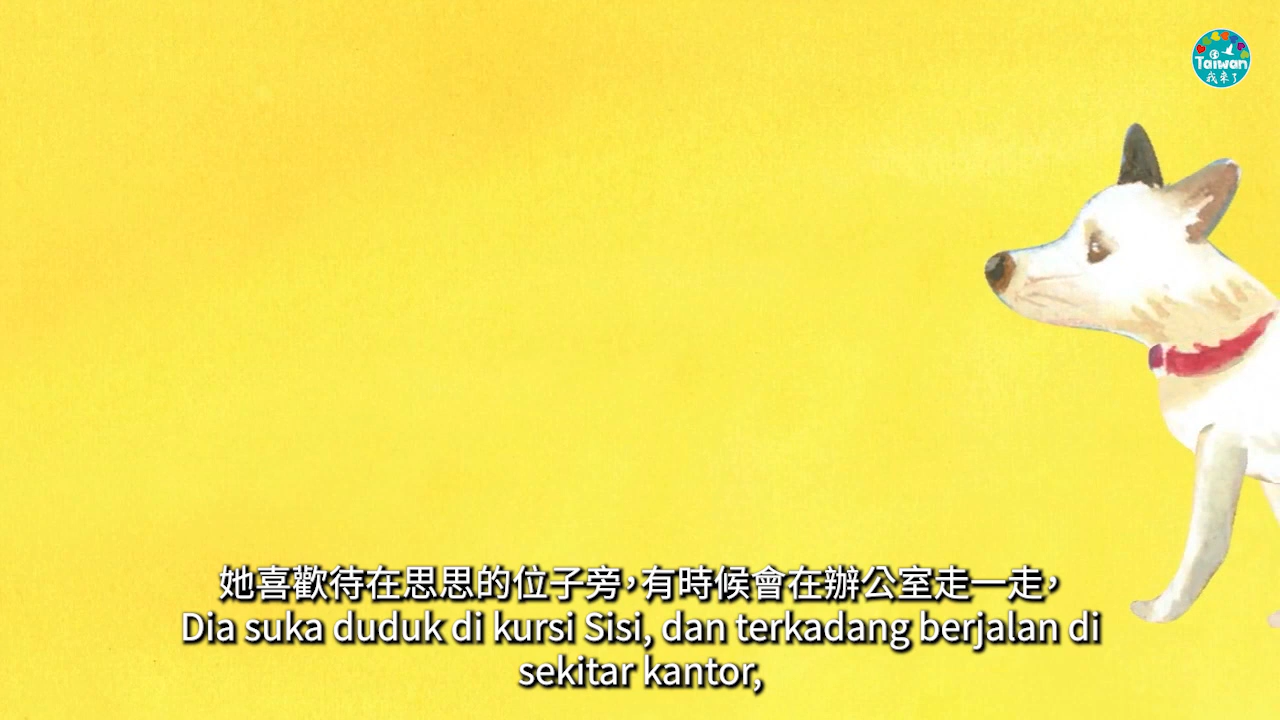 Taiwan
我來了
她喜歡待在思思的位子旁，有時候會在辦公室走一走，
Dia suka duduk di kursi Sisi, dan terkadang berjalan di
sekitar kantor,